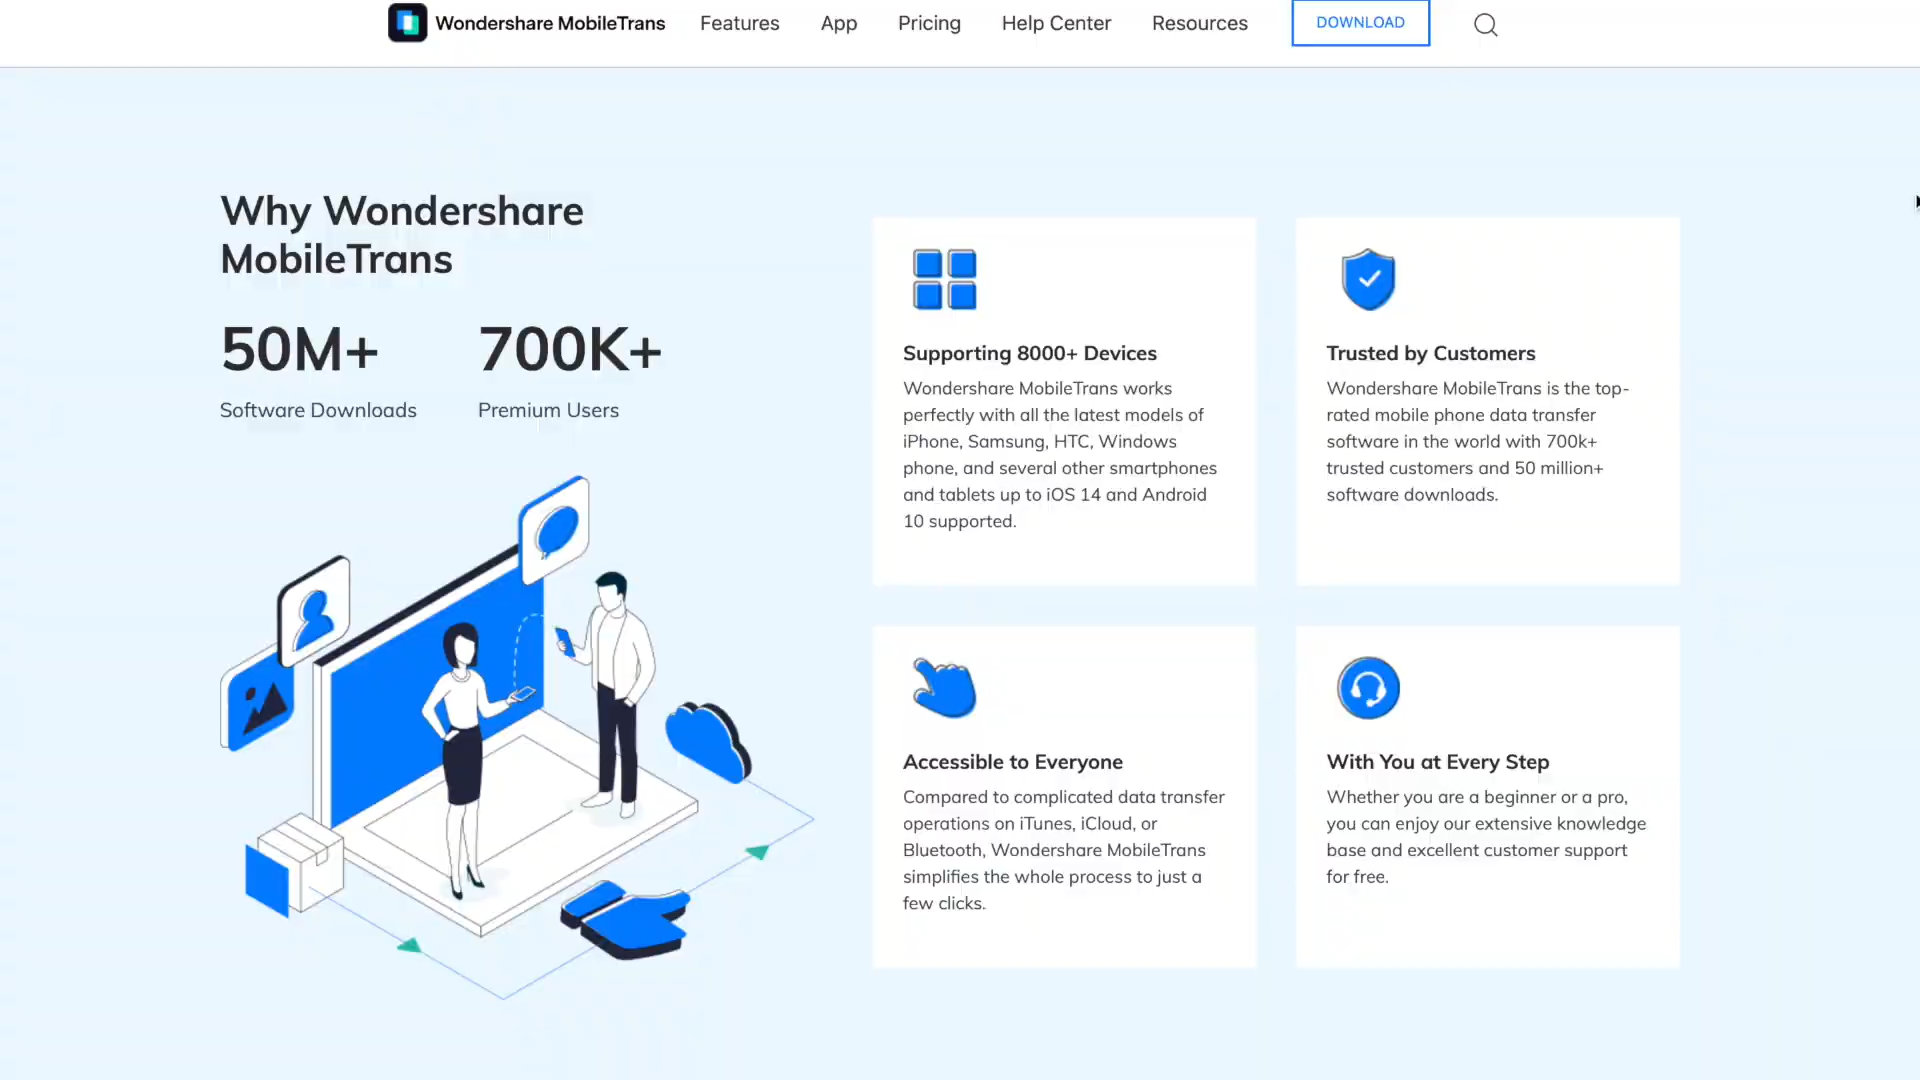 Wondershare MobileTrans Features App Pricing Help Center Resources DOWNLOAD
Why Wondershare
MobileTrans
50M+ 700K+
Software Downloads Premium Users
Supporting 8000+ Devices
Wondershare MobileTrans works
perfectly with all the latest models of
iPhone, Samsung, HTC, Windows
phone, and several other smartphones
and tablets up to iOS 14 and Android
10 supported.
Trusted by Customers
Wondershare MobileTrans is the top-
rated mobile phone data transfer
software in the world with 700k+
trusted customers and 50 million+
software downloads.
Accessible to Everyone
Compared to complicated data transfer
operations on iTunes, iCloud, or
Bluetooth, Wondershare MobileTrans
simplifies the whole process to just a
few clicks.
With You at Every Step
Whether you are a beginner or a pro,
you can enjoy our extensive knowledge
base and excellent customer support
for free.